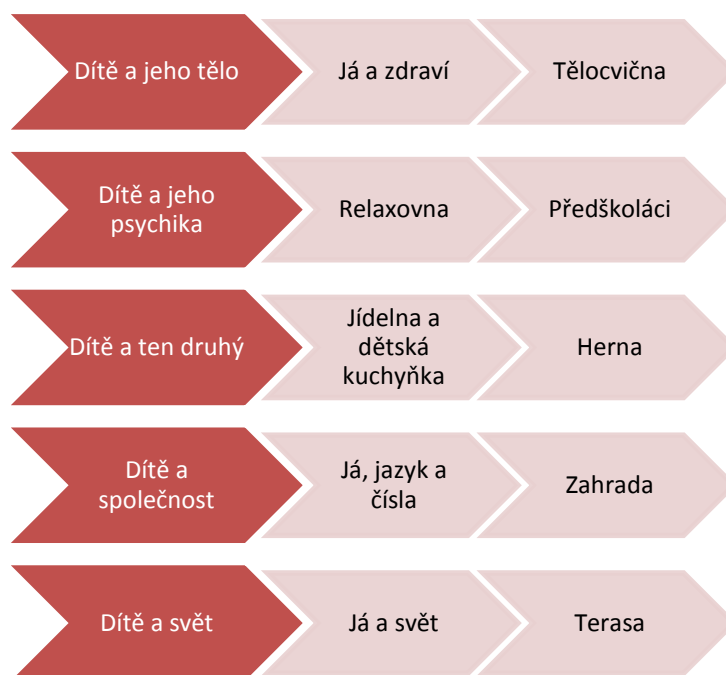 Dítě a jeho tělo
Já a zdraví
Tělocvična
Dítě a jeho
psychika
Relaxovna
Předškoláci
Dítě a ten druhý
Jídelna a
dětská
kuchyňka
Herna
Dítě a
společnost
Já, jazyk a
čísla
Zahrada
Dítě a svět
Já a svět
Terasa